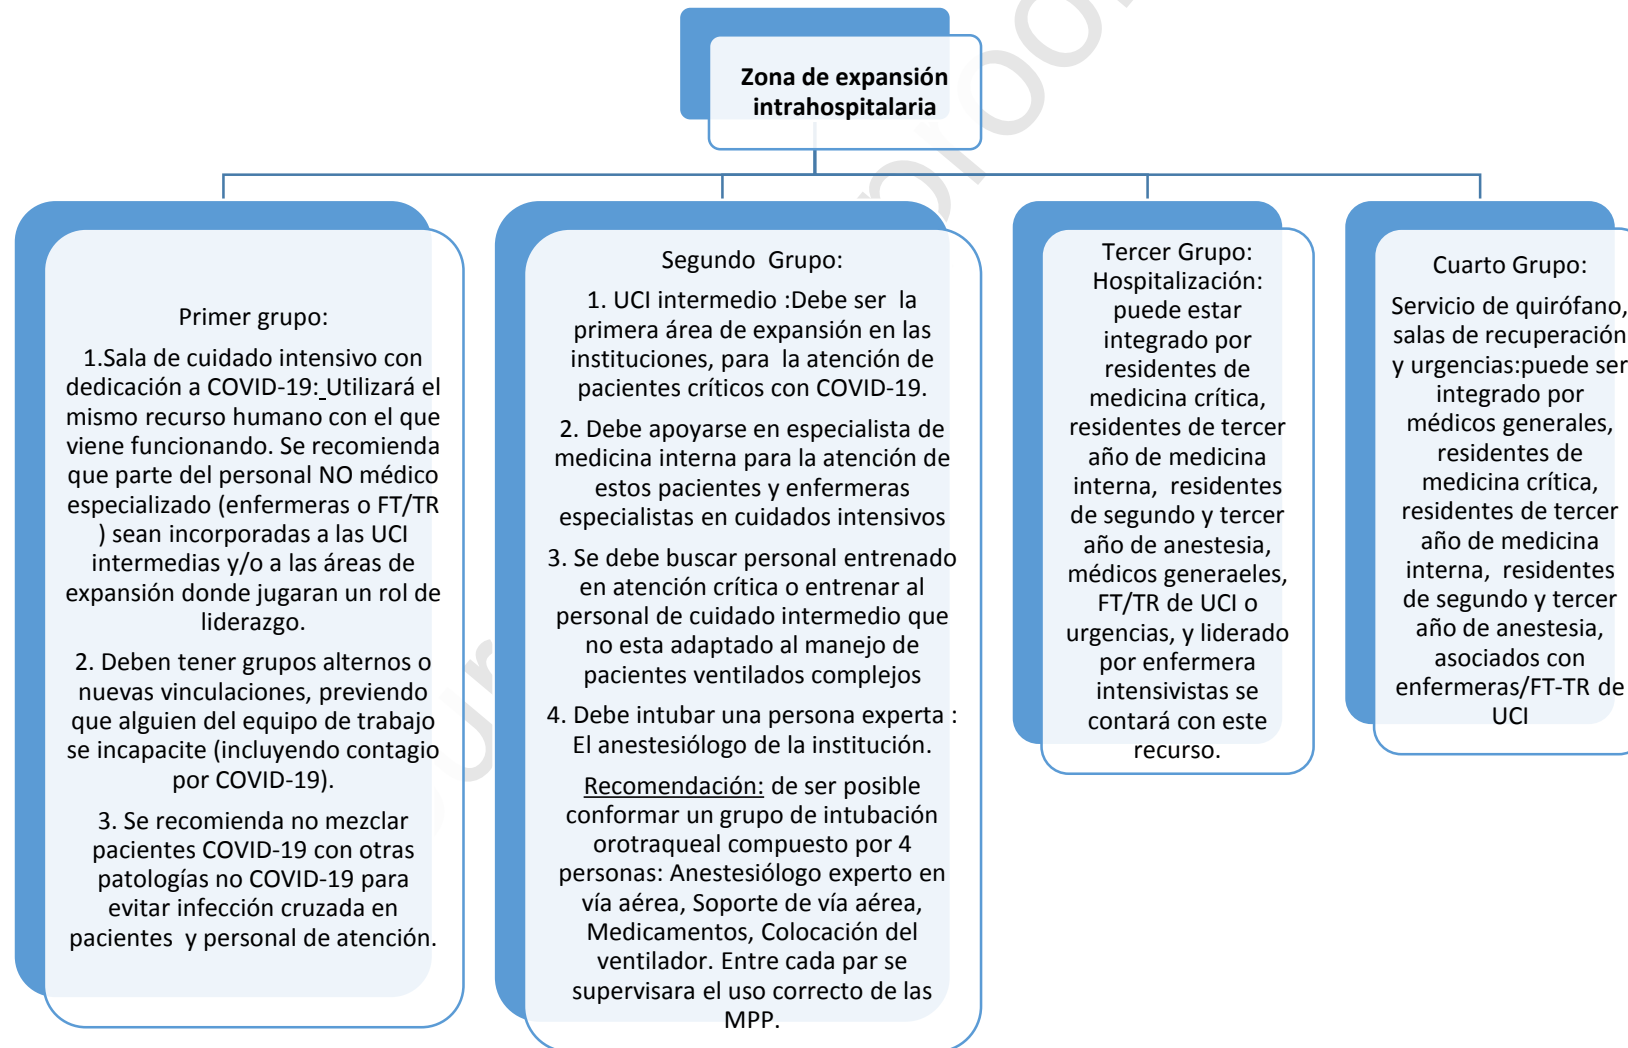 Zona de expansión
intrahospitalaria
Primer grupo:
1.Sala de cuidado intensivo con
dedicación a COVID-19: Utilizará el
mismo recurso humano con el que
viene funcionando. Se recomienda
que parte del personal NO médico
especializado (enfermeras o FT/TR
) sean incorporadas a las UCI
intermedias y/o a las áreas de
expansión donde jugaran un rol de
liderazgo.
2. Deben tener grupos alternos o
nuevas vinculaciones, previendo
que alguien del equipo de trabajo
se incapacite (incluyendo contagio
por COVID-19).
3. Se recomienda no mezclar
pacientes COVID-19 con otras
patologías no COVID-19 para
evitar infección cruzada en
pacientes y personal de atención.
Segundo Grupo:
1. UCI intermedio :Debe ser la
primera área de expansión en las
instituciones, para la atención de
pacientes críticos con COVID-19.
2. Debe apoyarse en especialista de
medicina interna para la atención de
estos pacientes y enfermeras
especialistas en cuidados intensivos
3. Se debe buscar personal entrenado
en atención crítica o entrenar al
personal de cuidado intermedio que
no esta adaptado al manejo de
pacientes ventilados complejos
4. Debe intubar una persona experta :
El anestesiólogo de la institución.
Recomendación: de ser posible
conformar un grupo de intubación
orotraqueal compuesto por 4
personas: Anestesiólogo experto en
vía aérea, Soporte de vía aérea,
Medicamentos, Colocación del
ventilador. Entre cada par se
supervisara el uso correcto de las
MPP.
Tercer Grupo:
Hospitalización:
puede estar
integrado por
residentes de
medicina crítica,
residentes de tercer
año de medicina
interna, residentes
de segundo y tercer
año de anestesia,
médicos generaeles,
FT/TR de UCI o
urgencias, y liderado
por enfermera
intensivistas se
contará con este
recurso.
Cuarto Grupo:
Servicio de quirófano,
salas de recuperación
y urgencias:puede ser
integrado por
médicos generales,
residentes de
medicina crítica,
residentes de tercer
año de medicina
interna, residentes
de segundo y tercer
año de anestesia,
asociados con
enfermeras/FT-TR de
UCI